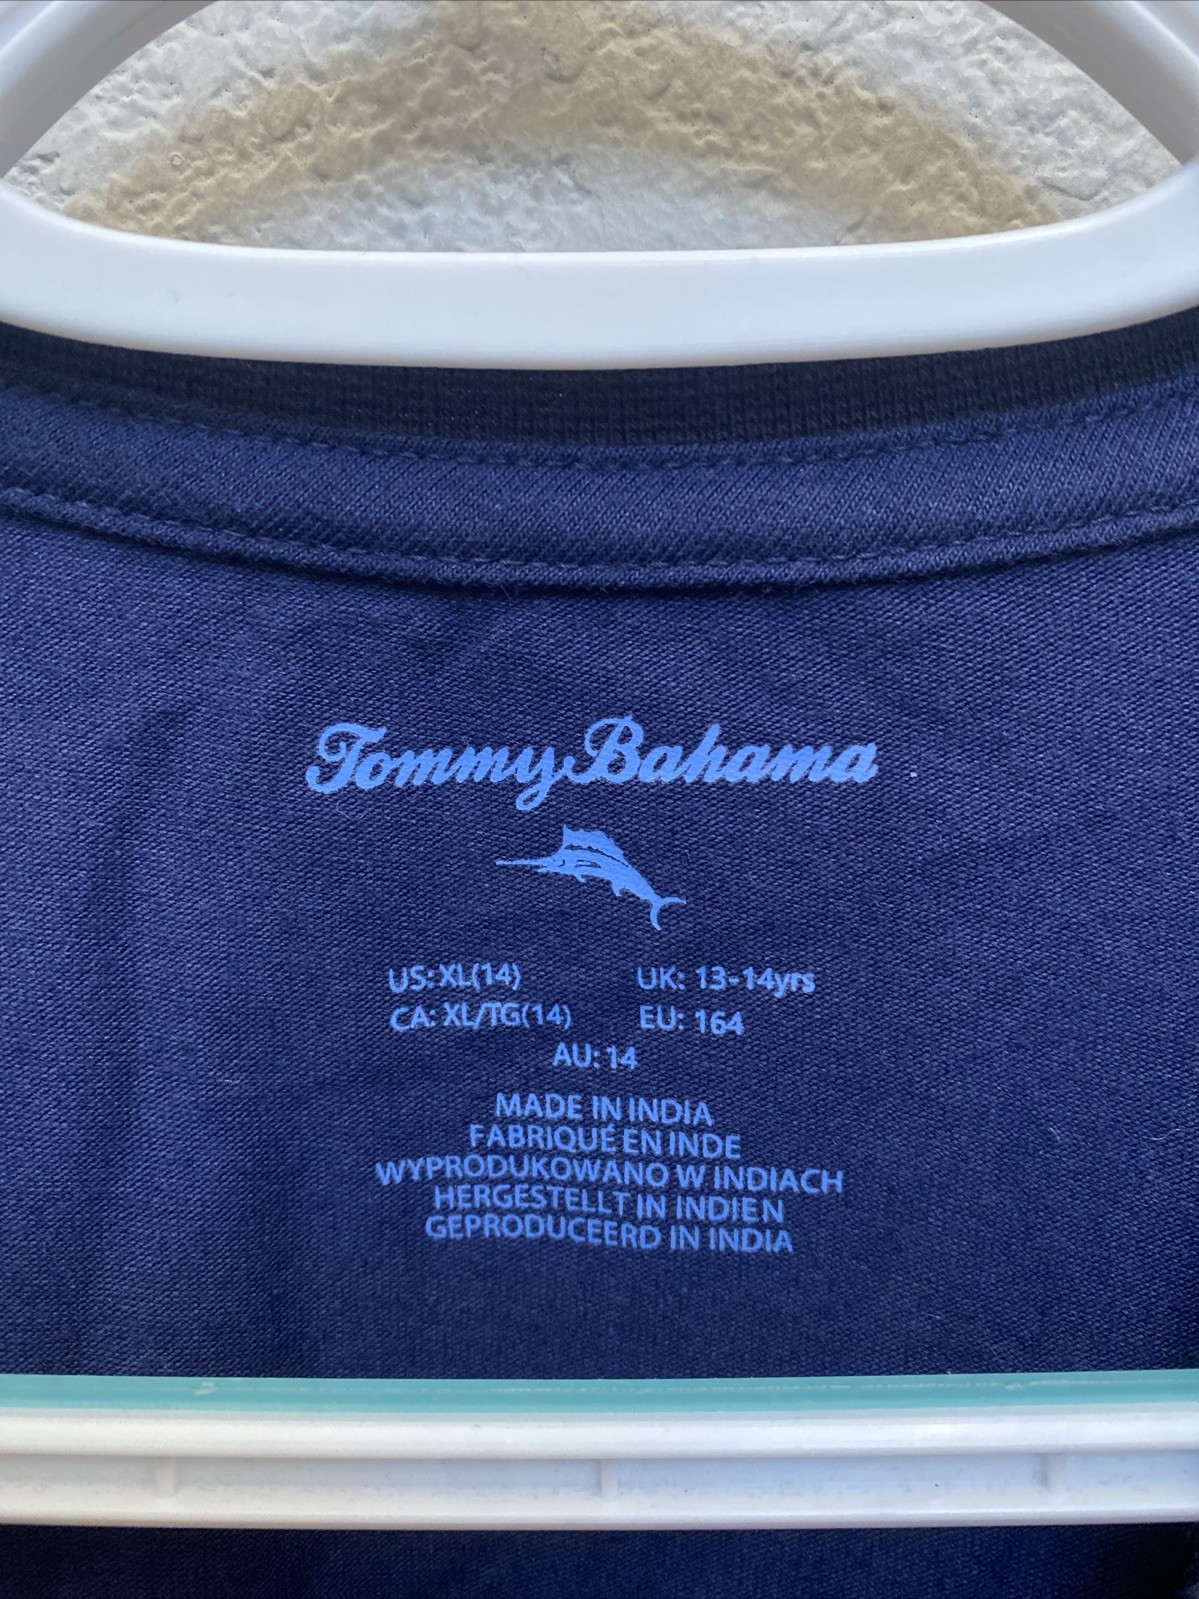 Tommy Bahama
US: XL(14) UK: 13-14yrs
CA: XL/TG(14) EU: 164
AU: 14
MADE IN INDIA
FABRIQUÉ EN INDE
WYPRODUKOWANO W INDIACH
HERGESTELLT IN INDIEN
GEPRODUCEERD IN INDIA